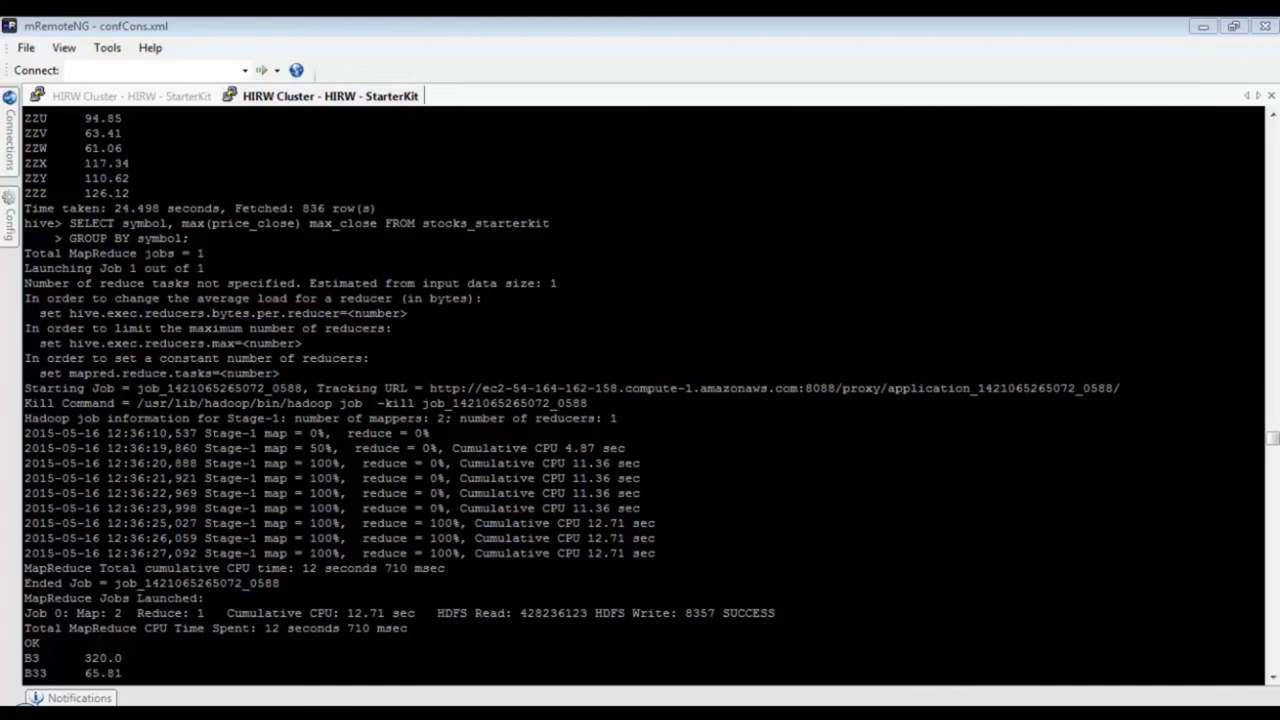 mRemoteNG - confCons.xml
File View Tools Help
Connect:
HIRW Cluster - HIRW - StarterKit HIRW Cluster - HIRW - StarterKit
Connections
Config
ZZU 94.85
ZZV 63.41
ZZW 61.06
ZZX 117.34
ZZY 110.62
ZZZ 126.12
Time taken: 24.498 seconds, Fetched: 836 row(s)
hive> SELECT symbol, max(price_close) max_close FROM stocks_starterkit
> GROUP BY symbol;
Total MapReduce jobs = 1
Launching Job 1 out of 1
Number of reduce tasks not specified. Estimated from input data size: 1
In order to change the average load for a reducer (in bytes):
set hive.exec.reducers.bytes.per.reducer=<number>
In order to limit the maximum number of reducers:
set hive.exec.reducers.max=<number>
In order to set a constant number of reducers:
set mapred.reduce.tasks=<number>
Starting Job = job_1421065265072_0588, Tracking URL = http://ec2-54-164-162-158.compute-1.amazonaws.com:8088/proxy/application_1421065265072_0588/
Kill Command = /usr/lib/hadoop/bin/hadoop job -kill job_1421065265072_0588
Hadoop job information for Stage-1: number of mappers: 2; number of reducers: 1
2015-05-16 12:36:10,537 Stage-1 map = 0%, reduce = 0%
2015-05-16 12:36:19,860 Stage-1 map = 50%, reduce = 0%, Cumulative CPU 4.87 sec
2015-05-16 12:36:20,888 Stage-1 map = 100%, reduce = 0%, Cumulative CPU 11.36 sec
2015-05-16 12:36:21,921 Stage-1 map = 100%, reduce = 0%, Cumulative CPU 11.36 sec
2015-05-16 12:36:22,969 Stage-1 map = 100%, reduce = 0%, Cumulative CPU 11.36 sec
2015-05-16 12:36:23,998 Stage-1 map = 100%, reduce = 0%, Cumulative CPU 11.36 sec
2015-05-16 12:36:25,027 Stage-1 map = 100%, reduce = 100%, Cumulative CPU 12.71 sec
2015-05-16 12:36:26,059 Stage-1 map = 100%, reduce = 100%, Cumulative CPU 12.71 sec
2015-05-16 12:36:27,092 Stage-1 map = 100%, reduce = 100%, Cumulative CPU 12.71 sec
MapReduce Total cumulative CPU time: 12 seconds 710 msec
Ended Job = job_1421065265072_0588
MapReduce Jobs Launched:
Job 0: Map: 2 Reduce: 1 Cumulative CPU: 12.71 sec HDFS Read: 428236123 HDFS Write: 8357 SUCCESS
Total MapReduce CPU Time Spent: 12 seconds 710 msec
OK
B3 320.0
B33 65.81
Notifications